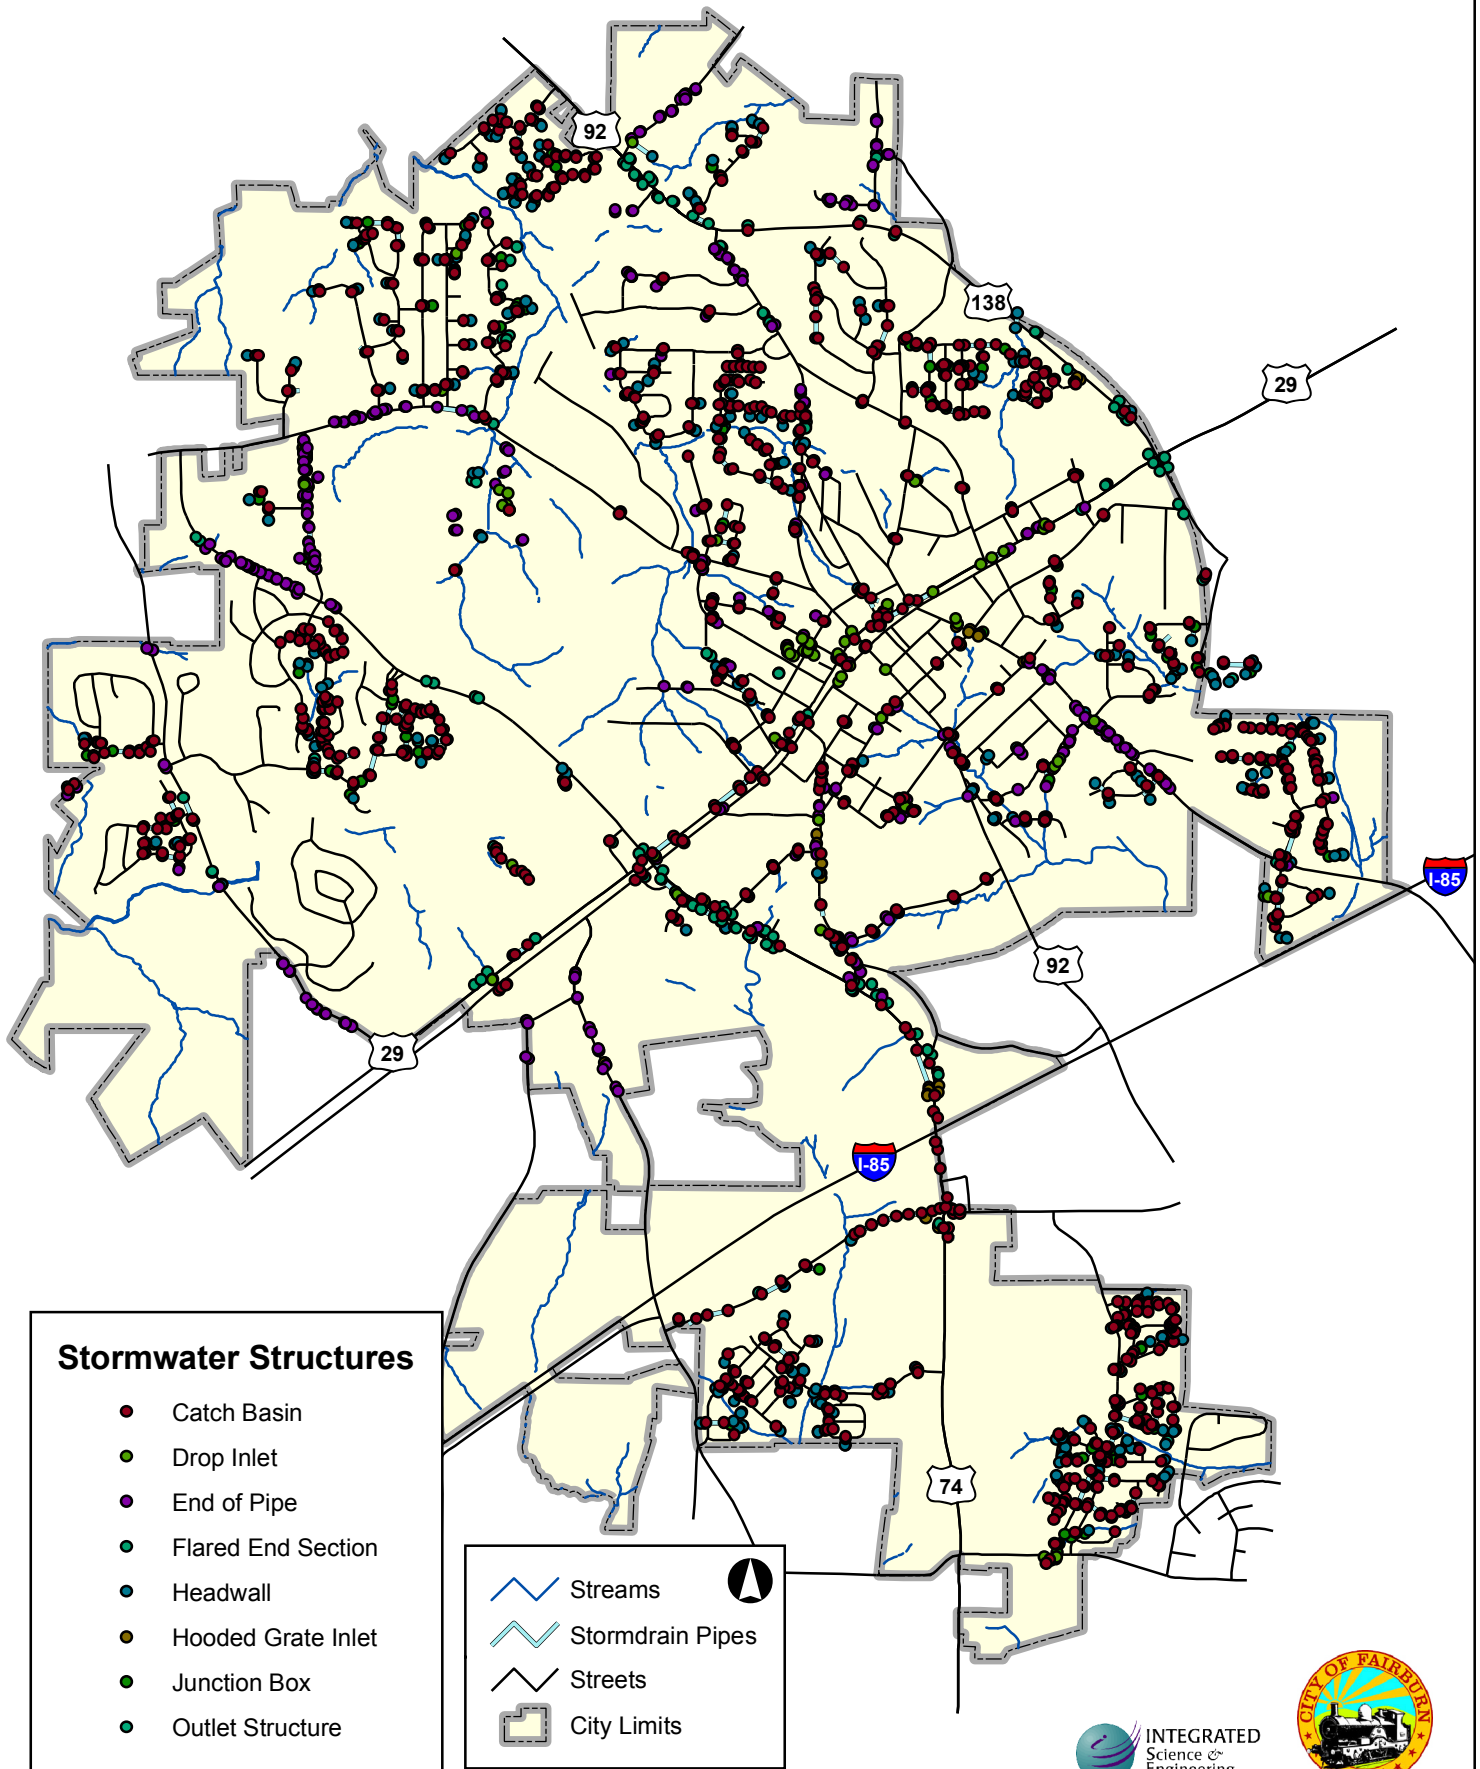 92
138
29
I-85
92
29
I-85
74
Stormwater Structures
Catch Basin
Drop Inlet
End of Pipe
Flared End Section
Headwall
Hooded Grate Inlet
Junction Box
Outlet Structure
Streams
Stormdrain Pipes
Streets
City Limits
INTEGRATED
Science &
Engineering
CITY OF FAIRBURN